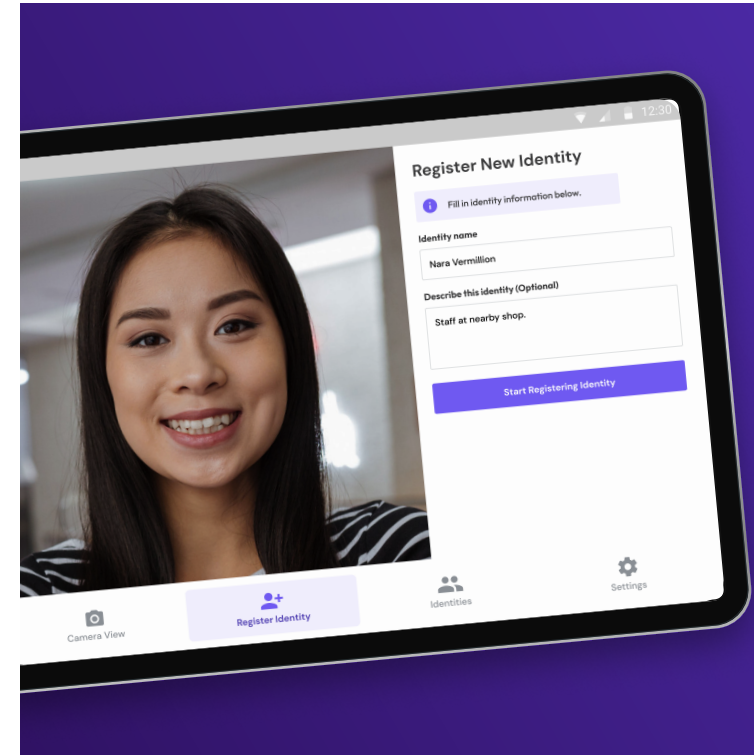 12:30
Register New Identity
Fill in identity information below.
Identity name
Nara Vermillion
Describe this identity (Optional)
Staff at nearby shop.
Start Registering Identity
Camera View
Register Identity
Identities
Settings